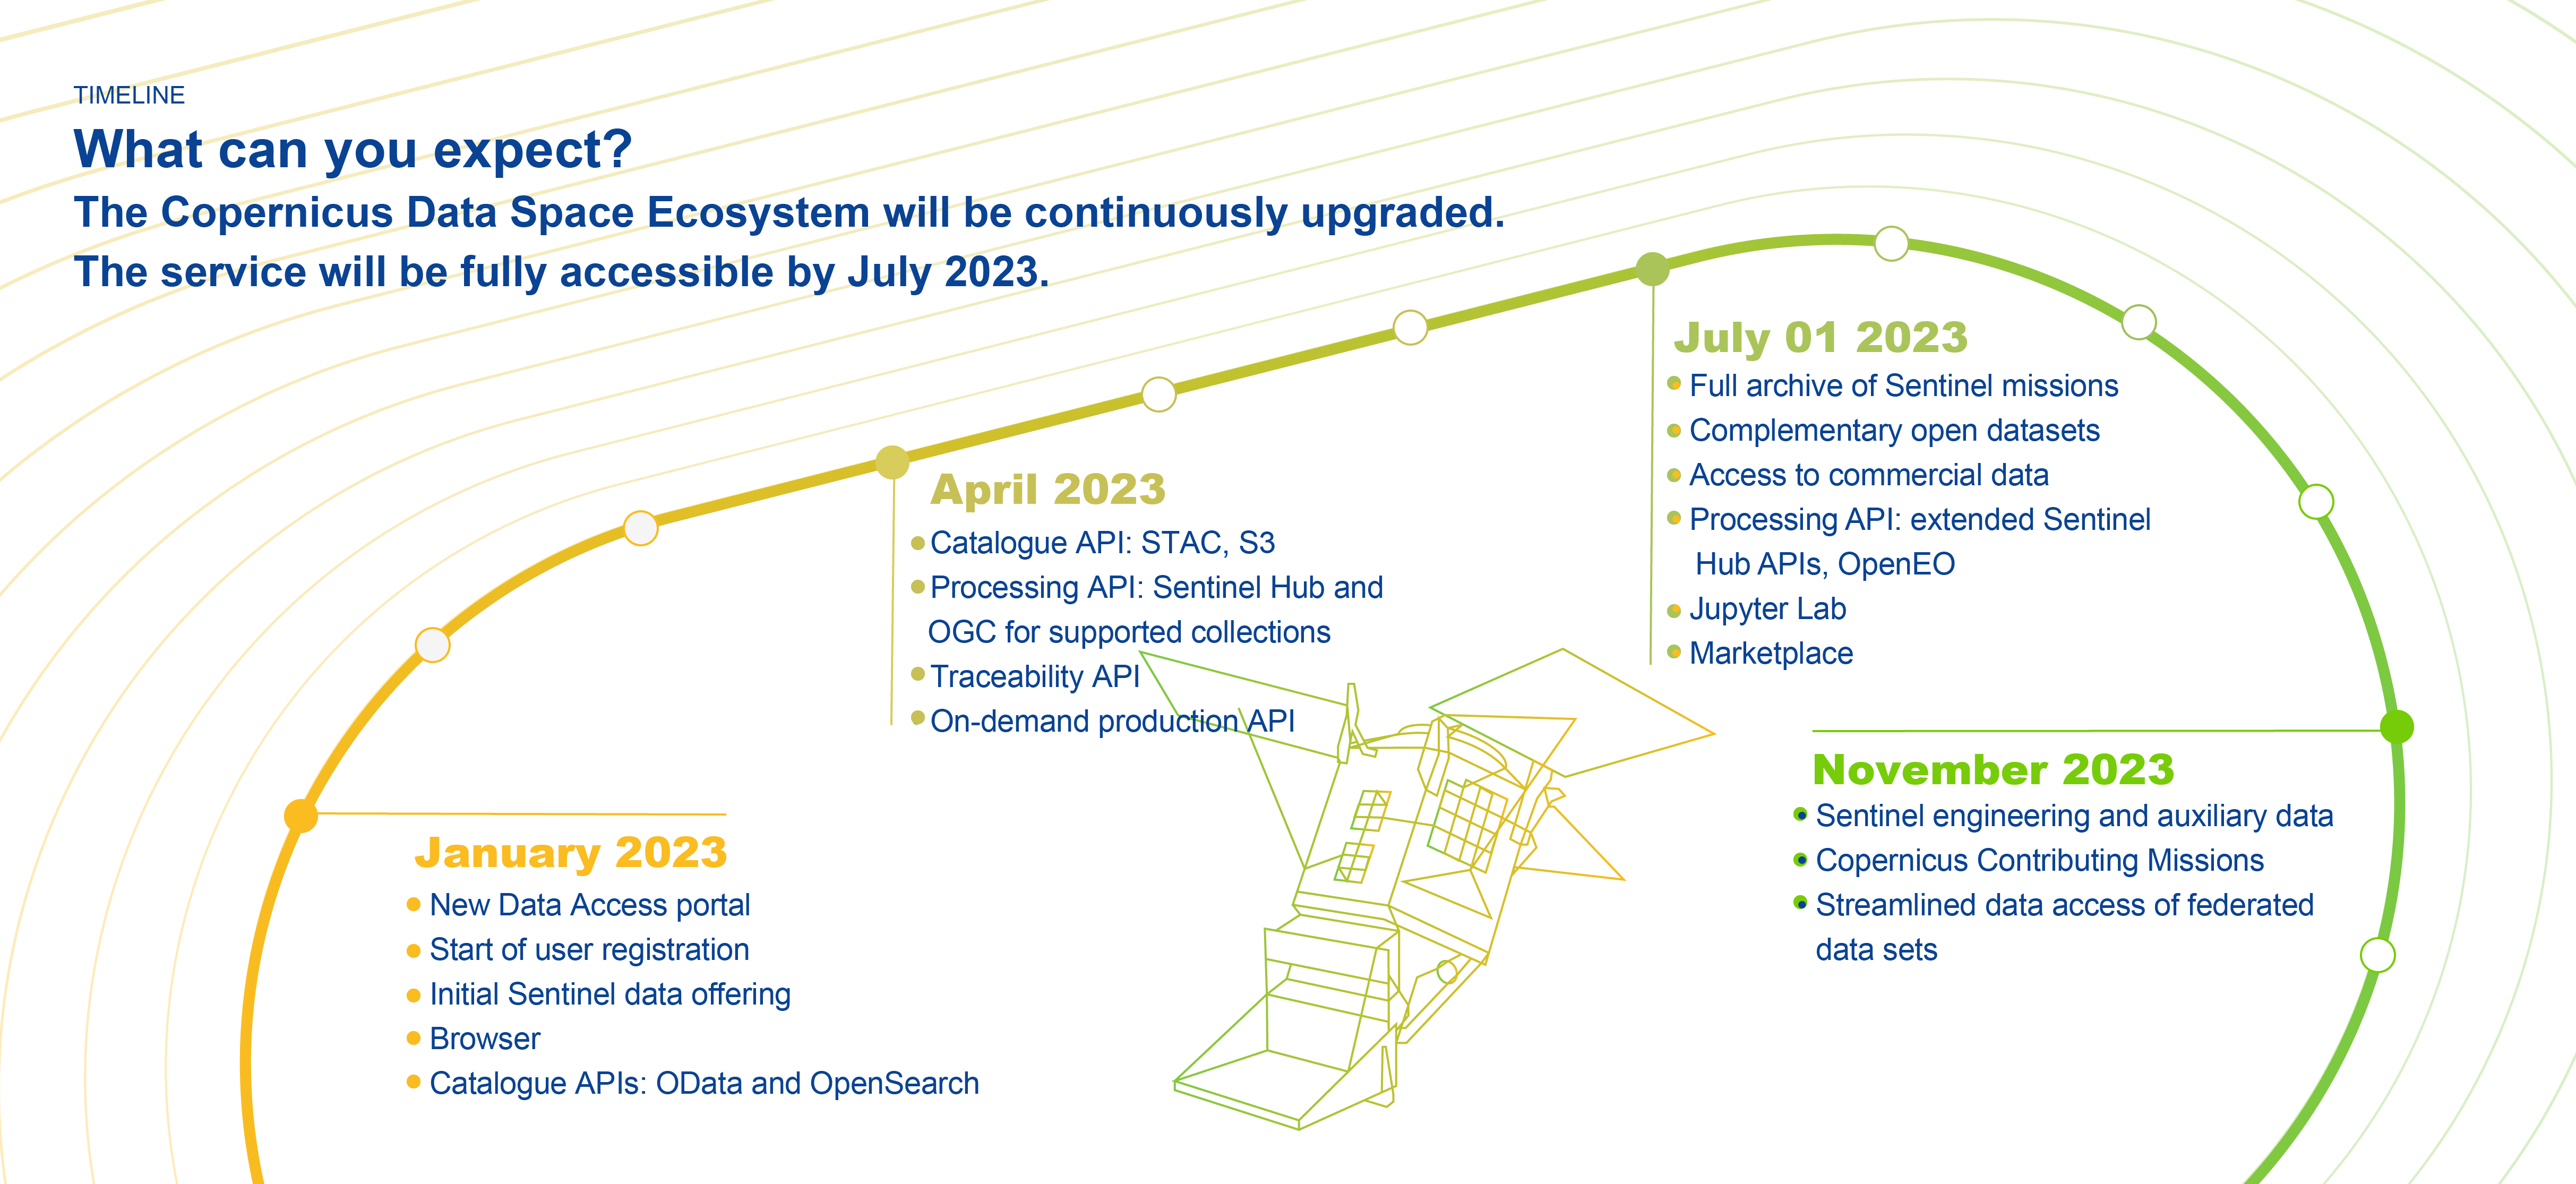 TIMELINE
What can you expect?
The Copernicus Data Space Ecosystem will be continuously upgraded.
The service will be fully accessible by July 2023.
January 2023
New Data Access portal
Start of user registration
Initial Sentinel data offering
Browser
Catalogue APIs: OData and OpenSearch
April 2023
Catalogue API: STAC, S3
Processing API: Sentinel Hub and
OGC for supported collections
Traceability API
On-demand production API
July 01 2023
Full archive of Sentinel missions
Complementary open datasets
Access to commercial data
Processing API: extended Sentinel
Hub APIs, OpenEO
Jupyter Lab
Marketplace
November 2023
Sentinel engineering and auxiliary data
Copernicus Contributing Missions
Streamlined data access of federated
data sets